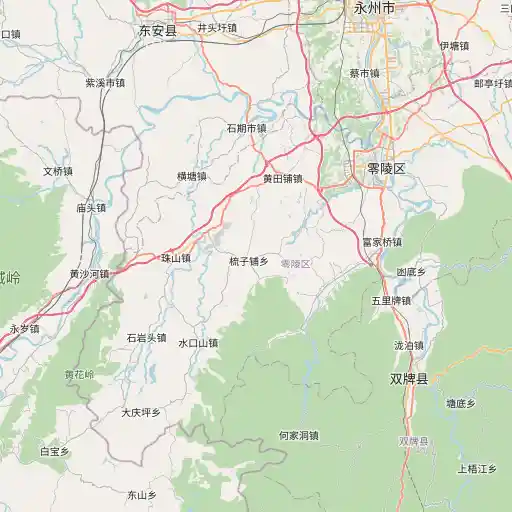 永州市
口镇
东安县
井头圩镇
三口
伊塘镇
蔡市镇
紫溪市镇
邮亭圩镇
石期市镇
文桥镇
横塘镇
黄田铺镇
零陵区
庙头镇
富家桥镇
珠山镇
梳子铺乡
零陵区
黄沙河镇
城岭
凼底乡
五里牌镇
永岁镇
石岩头镇
水口山镇
泷泊镇
黄花岭
双牌县
塘底乡
大庆坪乡
何家洞镇
双牌县
白宝乡
上梧江乡
东山乡